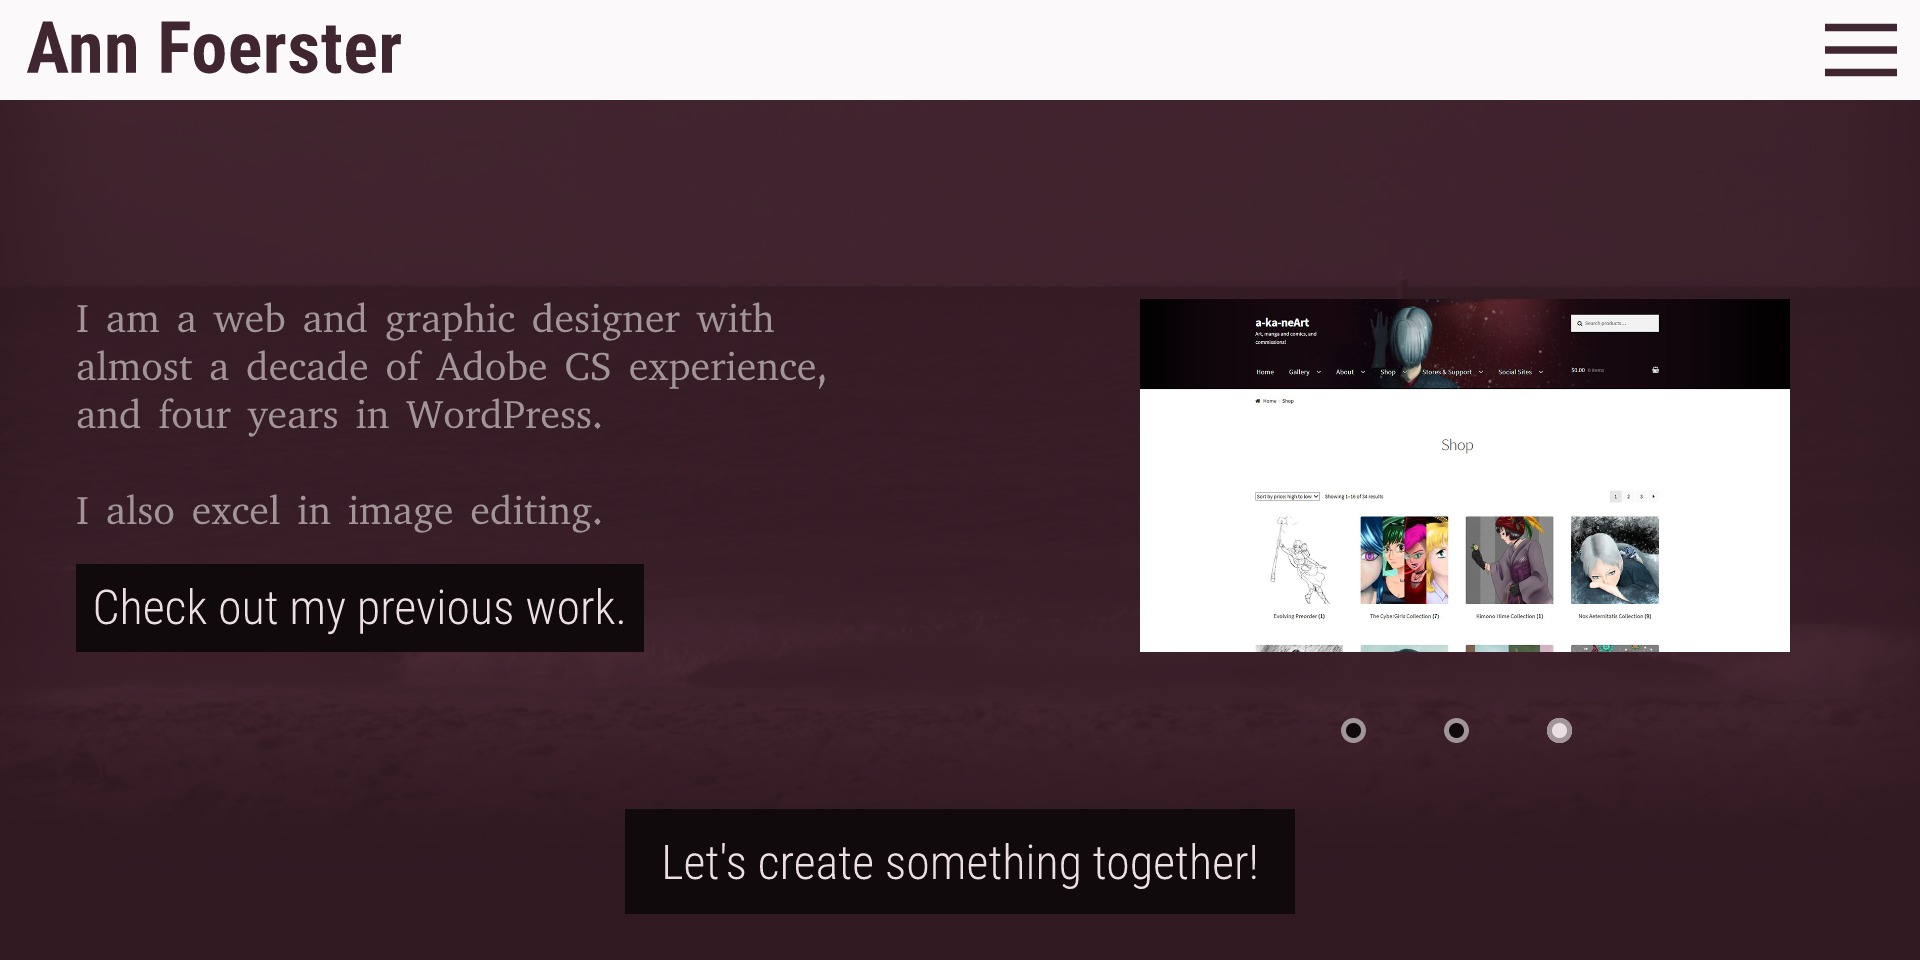 Ann Foerster
I am a web and graphic designer with
almost a decade of Adobe CS experience,
and four years in WordPress.
I also excel in image editing.
Check out my previous work.
a-ka-neArt
Art, manga and comics, and
commissions!
Search products...
Home Gallery About Shop Stores & Support Social Sites $0.00 0 items
Home Shop
Shop
Sort by price: high to low Showing 1–16 of 34 results 1 2 3
Evolving Preorder (1) The CyberGirls Collection (7) Kimono Hime Collection (1) Nox Aeternitatis Collection (9)
Let's create something together!